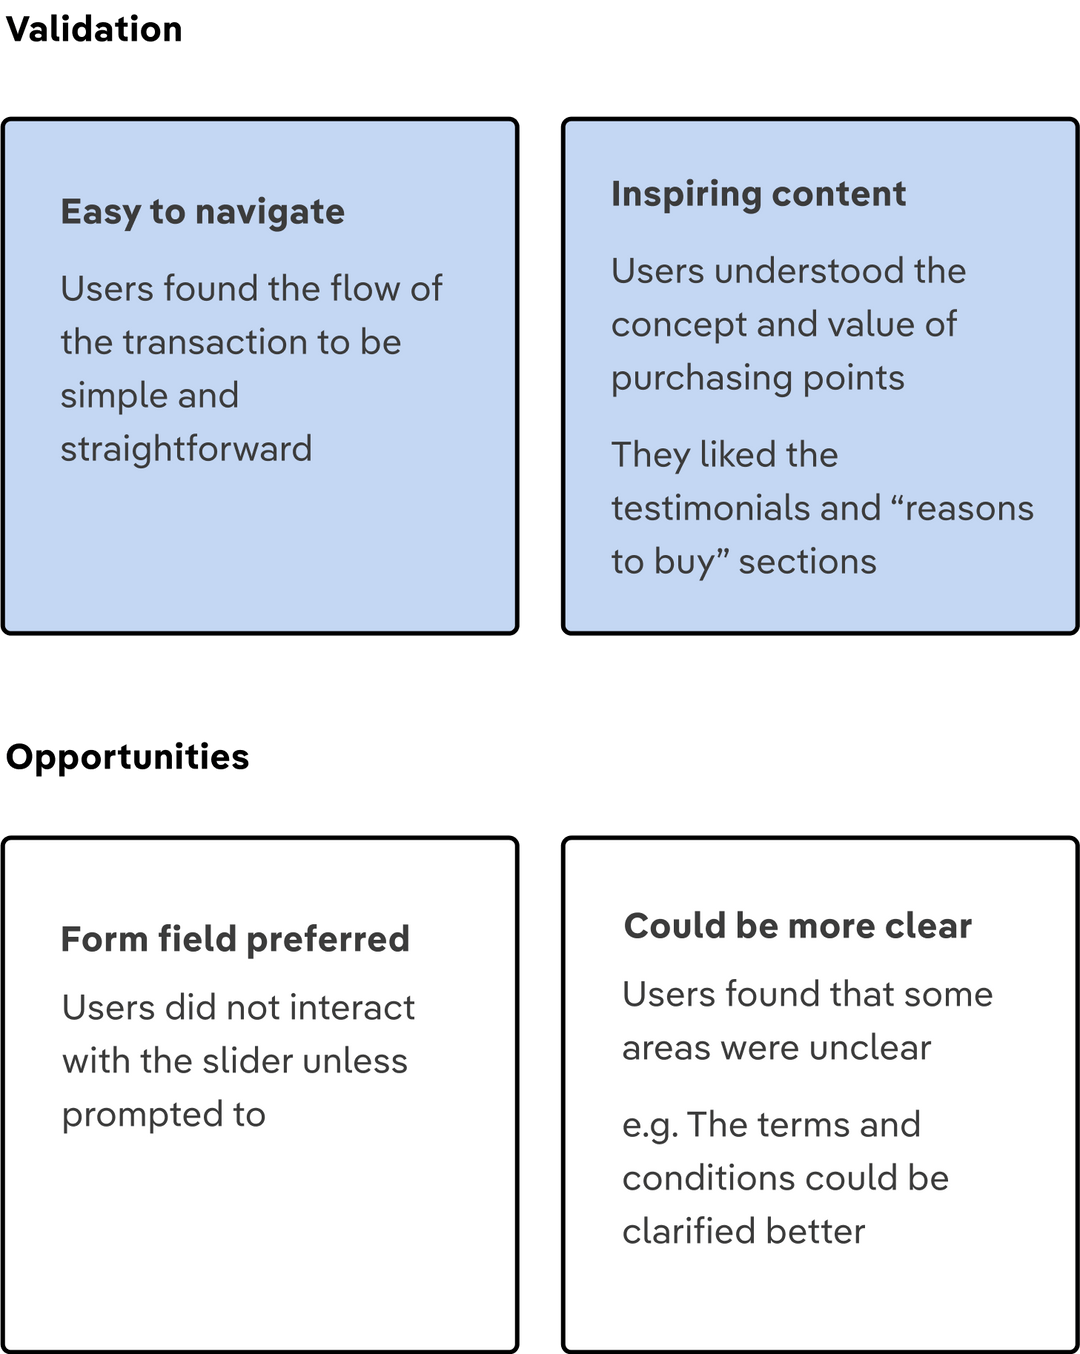 Validation
Easy to navigate
Users found the flow of
the transaction to be
simple and
straightforward
Inspiring content
Users understood the
concept and value of
purchasing points
They liked the
testimonials and “reasons
to buy” sections
Opportunities
Form field preferred
Users did not interact
with the slider unless
prompted to
Could be more clear
Users found that some
areas were unclear
e.g. The terms and
conditions could be
clarified better